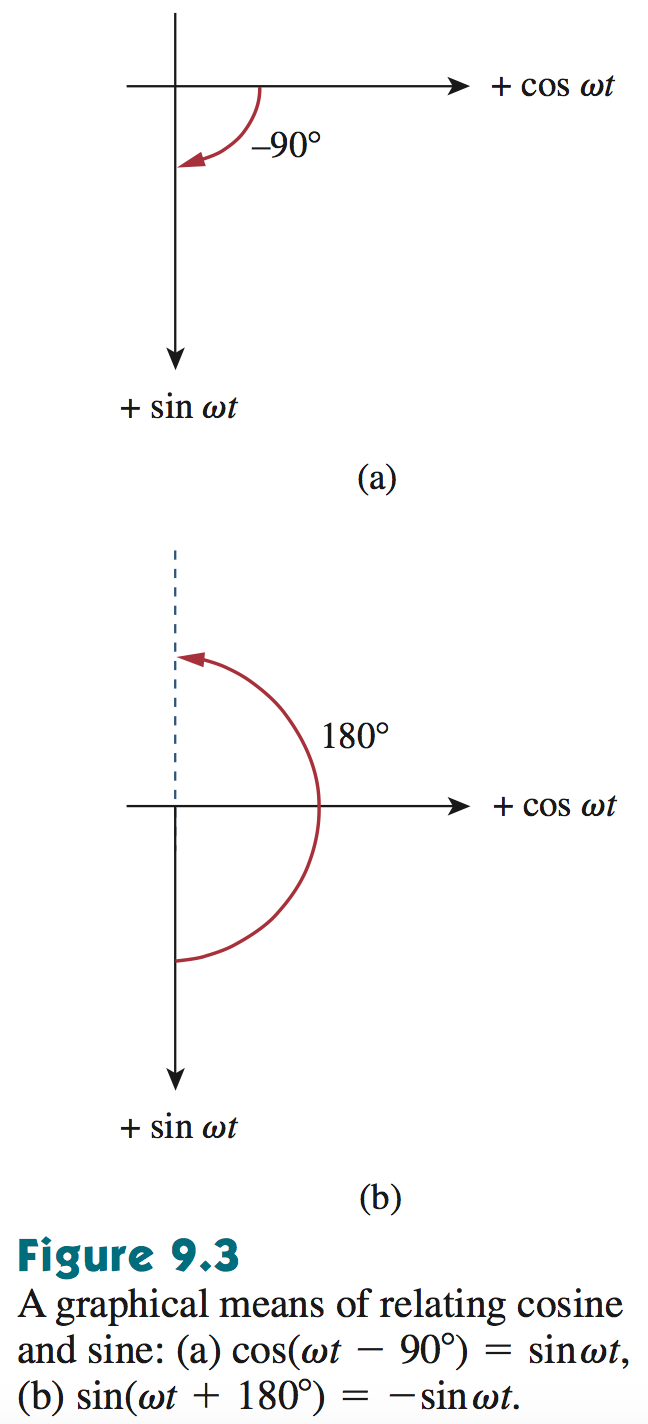 + cos ωt
–90°
+ sin ωt
(a)
180°
+ cos ωt
+ sin ωt
(b)
Figure 9.3
A graphical means of relating cosine
and sine: (a) cos(ωt − 90°) = sin ωt,
(b) sin(ωt + 180°) = −sin ωt.